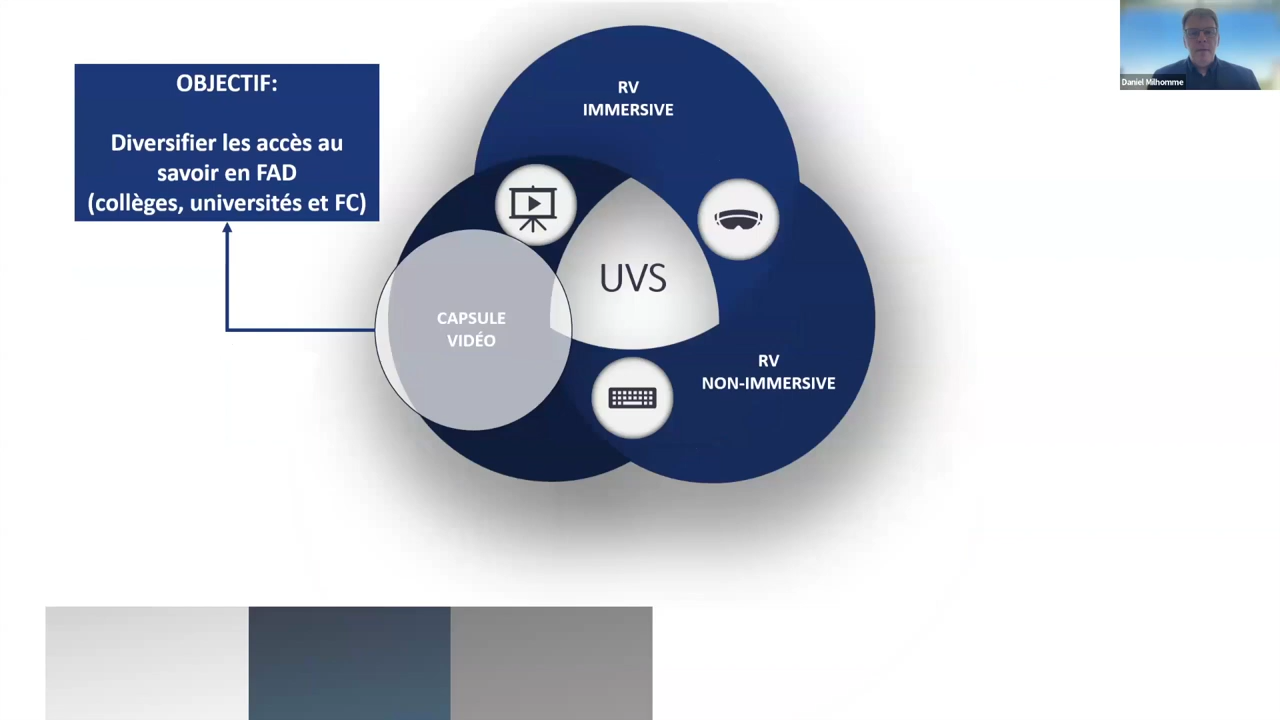 OBJECTIF:
Diversifier les accès au
savoir en FAD
(collèges, universités et FC)
RV
IMMERSIVE
UVS
CAPSULE
VIDÉO
RV
NON-IMMERSIVE
Daniel Milhomme